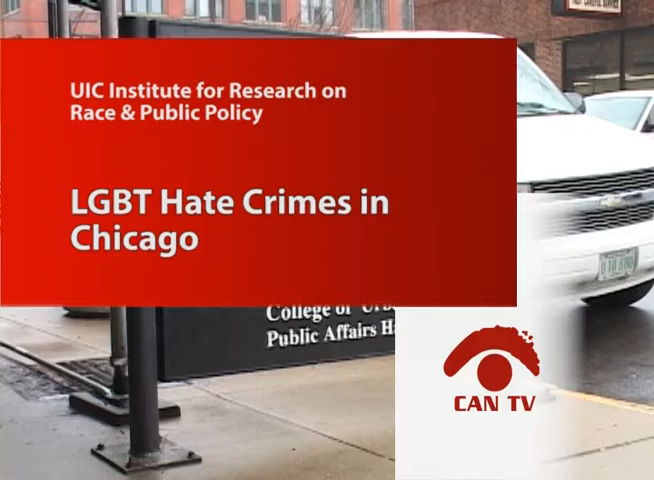 UIC Institute for Research on
Race & Public Policy
LGBT Hate Crimes in
Chicago
College of
Public Affairs
CAN TV